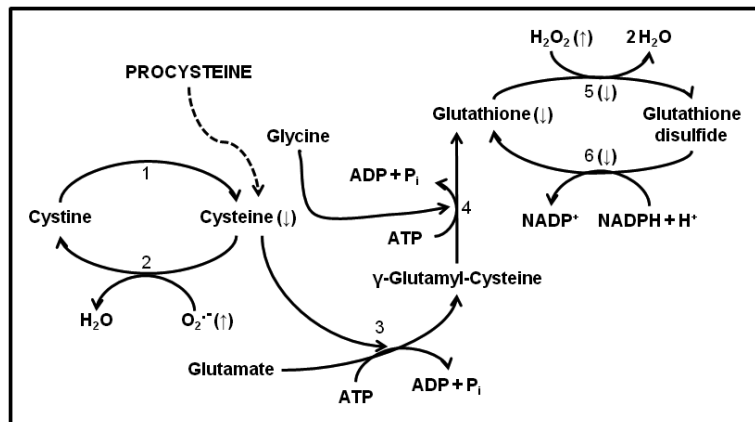 H₂O₂ (↑) 2 H₂O
PROCYSTEINE
5 (↓)
Glutathione (↓) Glutathione
disulfide
Glycine
6 (↓)
1
ADP + Pᵢ
4
Cystine Cysteine (↓)
NADP⁺ NADPH + H⁺
ATP
2
γ-Glutamyl-Cysteine
H₂O O₂·⁻ (↑)
3
Glutamate
ATP ADP + Pᵢ